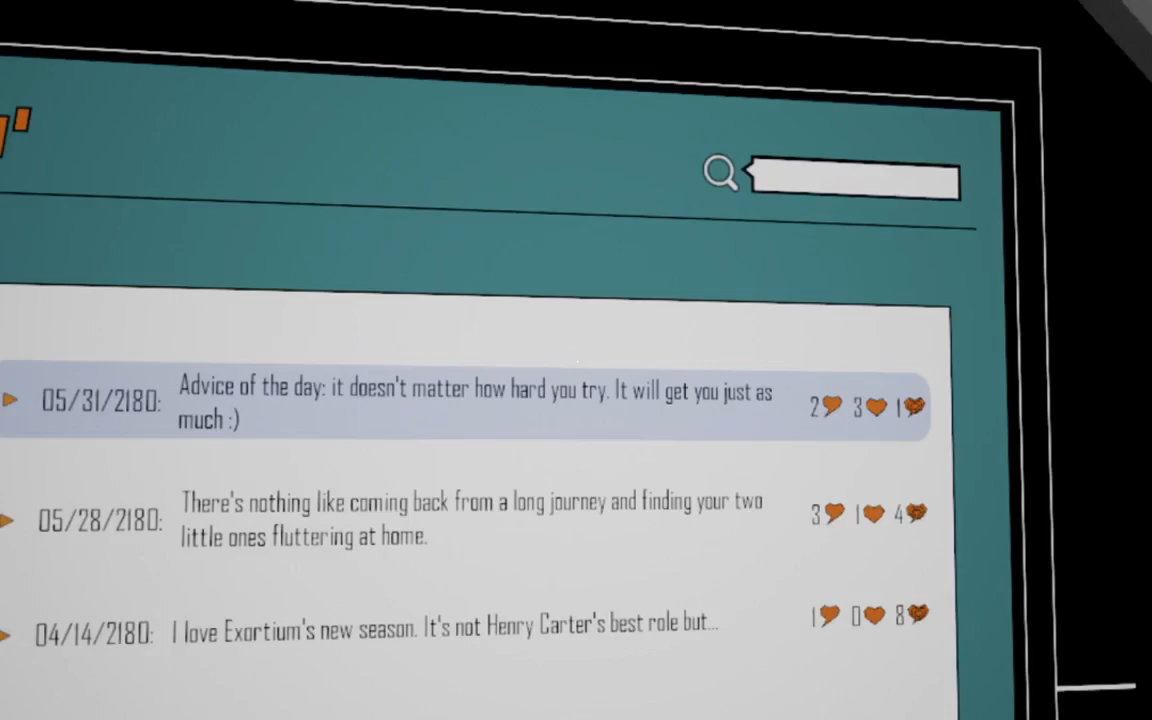 05/31/2180: Advice of the day: it doesn't matter how hard you try. It will get you just as
much :)
2 3 1
05/28/2180: There's nothing like coming back from a long journey and finding your two
little ones fluttering at home.
3 1 4
04/14/2180: I love Exortium's new season. It's not Henry Carter's best role but...
1 0 8